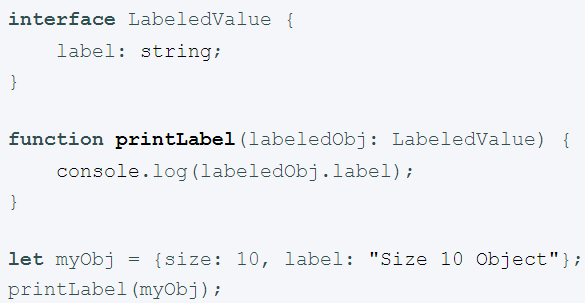 interface LabeledValue {
    label: string;
}

function printLabel(labeledObj: LabeledValue) {
    console.log(labeledObj.label);
}

let myObj = {size: 10, label: "Size 10 Object"};
printLabel(myObj);